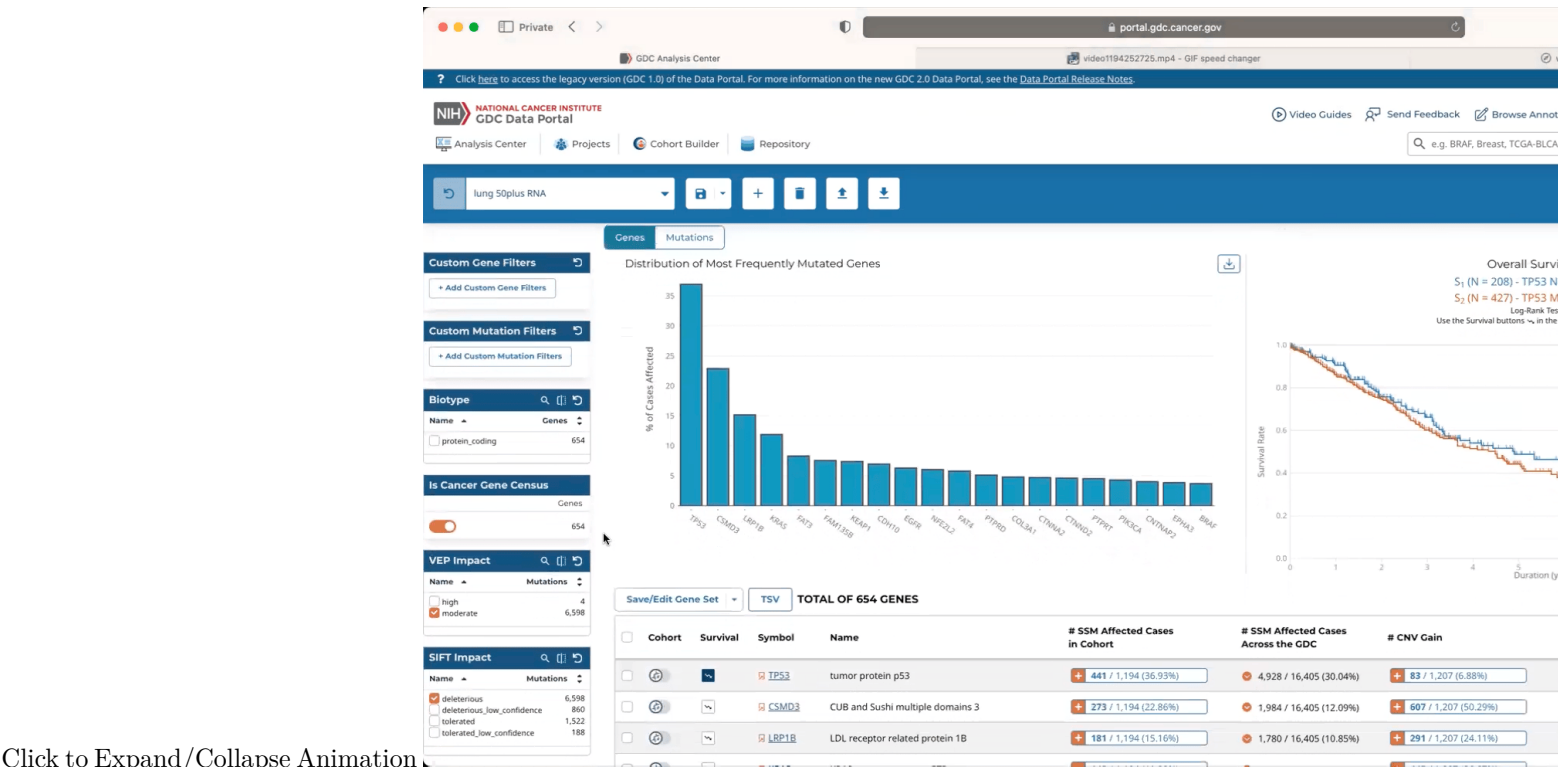 Private
portal.gdc.cancer.gov
GDC Analysis Center
video1194252725.mp4 - GIF speed changer
? Click here to access the legacy version (GDC 1.0) of the Data Portal. For more information on the new GDC 2.0 Data Portal, see the Data Portal Release Notes.
NIH NATIONAL CANCER INSTITUTE
GDC Data Portal
Video Guides Send Feedback Browse Annot
Analysis Center Projects Cohort Builder Repository
e.g. BRAF, Breast, TCGA-BLCA
lung 50plus RNA
Genes Mutations
Custom Gene Filters
+ Add Custom Gene Filters
Custom Mutation Filters
+ Add Custom Mutation Filters
Biotype
Name Genes
protein_coding 654
Is Cancer Gene Census
Genes
654
VEP Impact
Name Mutations
high 4
moderate 6,598
SIFT Impact
Name Mutations
deleterious 6,598
deleterious_low_confidence 860
tolerated 1,522
tolerated_low_confidence 188
Distribution of Most Frequently Mutated Genes
% of Cases Affected
35
30
25
20
15
10
5
0
TP53 CSMD3 LRP1B KRAS FAT3 FAM135B KEAP1 CDH10 EGFR NFE2L2 FAT4 PTPRD COL3A1 CTNNA2 CTNND2 PTPRT PIK3CA CNTNAP2 EPHA3 BRAF
Overall Survi
S1 (N = 208) - TP53 N
S2 (N = 427) - TP53 M
Log-Rank Tes
Use the Survival buttons in the
Survival Rate
1.0
0.8
0.6
0.4
0.2
0.0
0 1 2 3 4 5
Duration (y
Save/Edit Gene Set TSV TOTAL OF 654 GENES
Cohort Survival Symbol Name # SSM Affected Cases in Cohort # SSM Affected Cases Across the GDC # CNV Gain
TP53 tumor protein p53 441 / 1,194 (36.93%) 4,928 / 16,405 (30.04%) 83 / 1,207 (6.88%)
CSMD3 CUB and Sushi multiple domains 3 273 / 1,194 (22.86%) 1,984 / 16,405 (12.09%) 607 / 1,207 (50.29%)
LRP1B LDL receptor related protein 1B 181 / 1,194 (15.16%) 1,780 / 16,405 (10.85%) 291 / 1,207 (24.11%)
Click to Expand/Collapse Animation